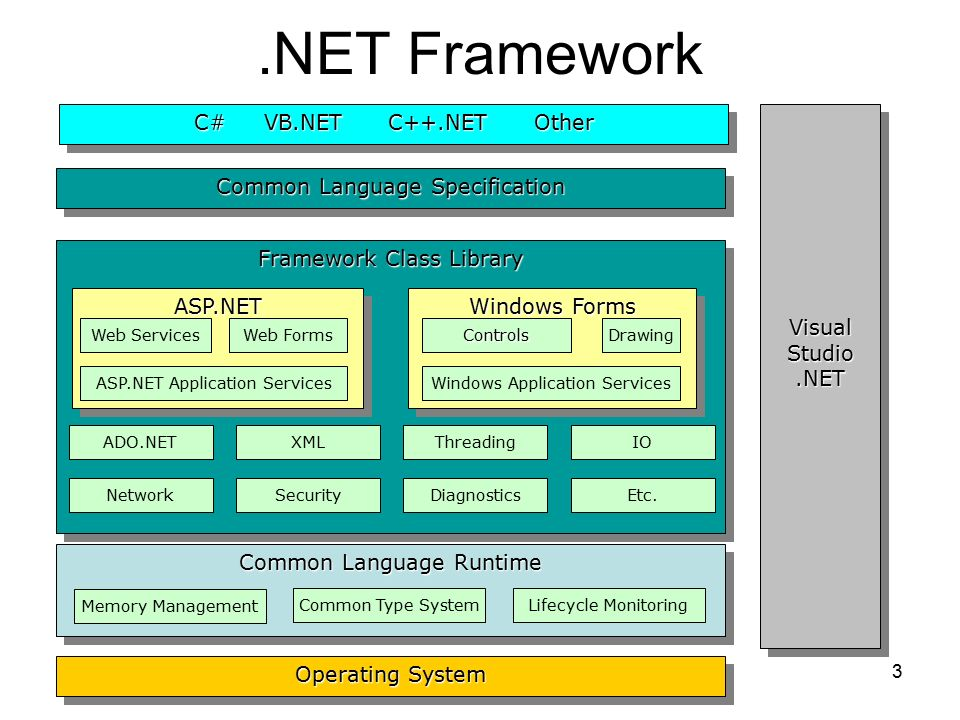 .NET Framework
C# VB.NET C++.NET Other
Common Language Specification
Framework Class Library
ASP.NET
Web Services Web Forms
ASP.NET Application Services
Windows Forms
Controls Drawing
Windows Application Services
ADO.NET XML Threading IO
Network Security Diagnostics Etc.
Common Language Runtime
Memory Management Common Type System Lifecycle Monitoring
Operating System
Visual
Studio
.NET
3